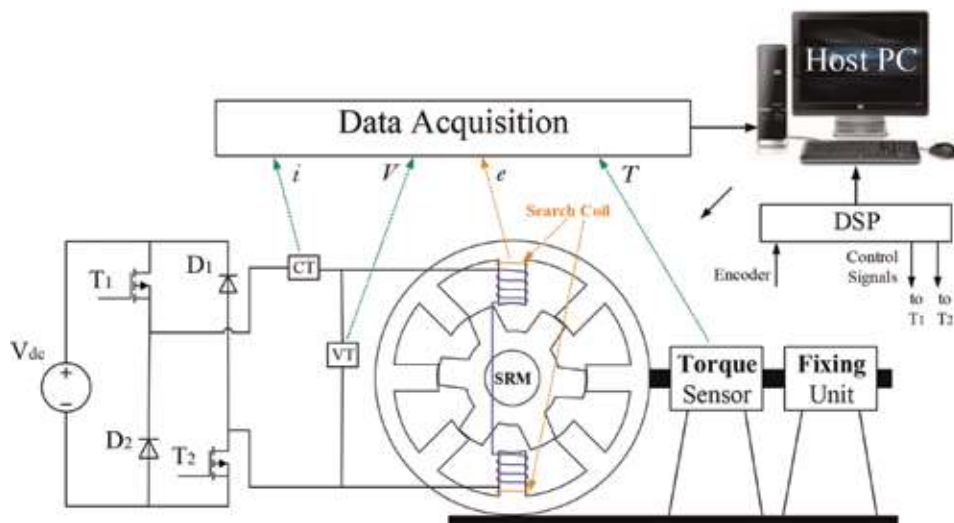 Host PC
Data Acquisition
i
V
e
T
Search Coil
DSP
Encoder
Control
Signals
to
T1
to
T2
T1
D1
CT
VT
Vdc
SRM
Torque
Sensor
Fixing
Unit
D2
T2